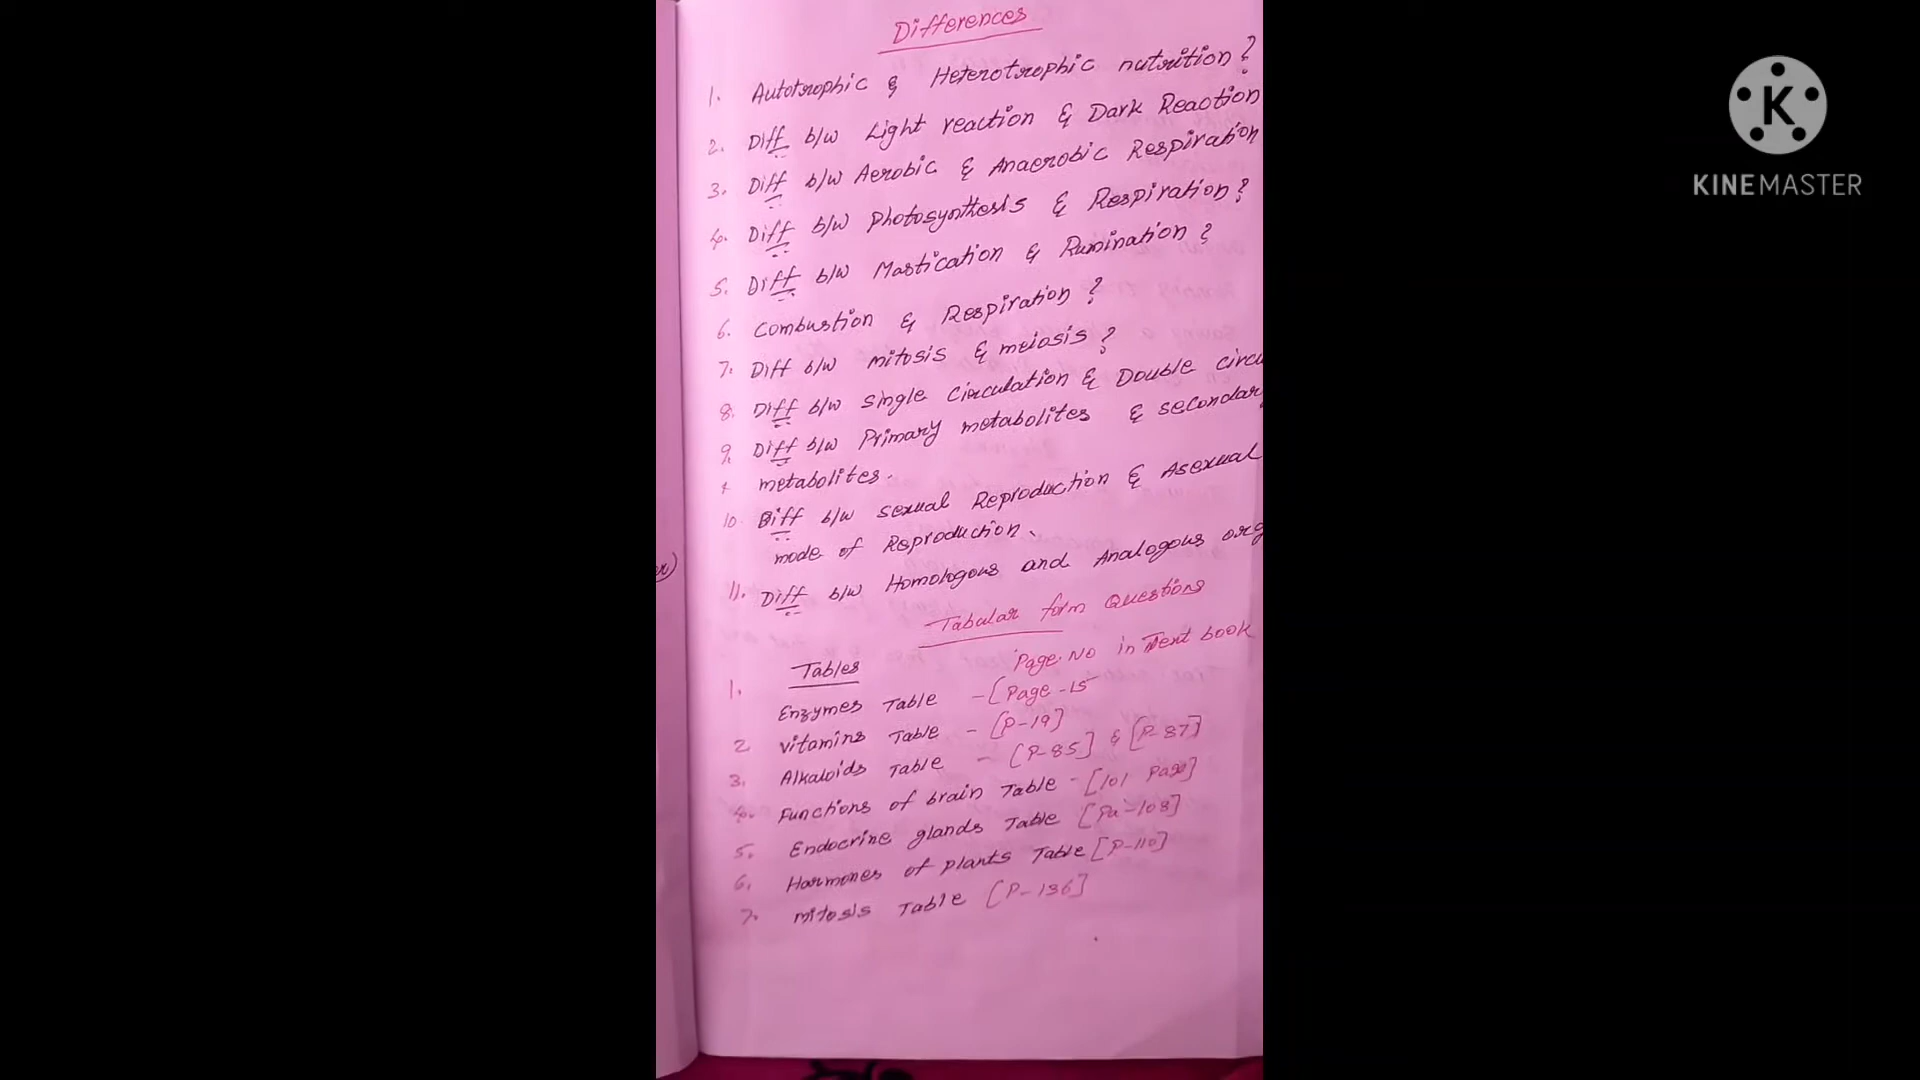 Differences
1. Autotrophic & Heterotrophic nutrition?
2. Diff b/w Light reaction & Dark Reaction
3. Diff b/w Aerobic & Anaerobic Respiration
4. Diff b/w Photosynthesis & Respiration?
5. Diff b/w Mastication & Rumination?
6. Combustion & Respiration?
7. Diff b/w mitosis & meiosis?
8. Diff b/w single circulation & Double circu
9. Diff b/w Primary metabolites & secondary
metabolites.
10. Diff b/w sexual Reproduction & Asexual
mode of Reproduction.
11. Diff b/w Homologous and Analogous org
Tabular form Questions
Tables Page No in Text book
1. Enzymes Table - [Page -15
2. vitamins Table - [P-19]
3. Alkaloids Table - [P-85] & [P-87]
4. Functions of brain Table - [101 Page]
5. Endocrine glands Table [Pa-108]
6. Harmones of plants Table [P-110]
7. mitosis Table [P-136]
KINEMASTER